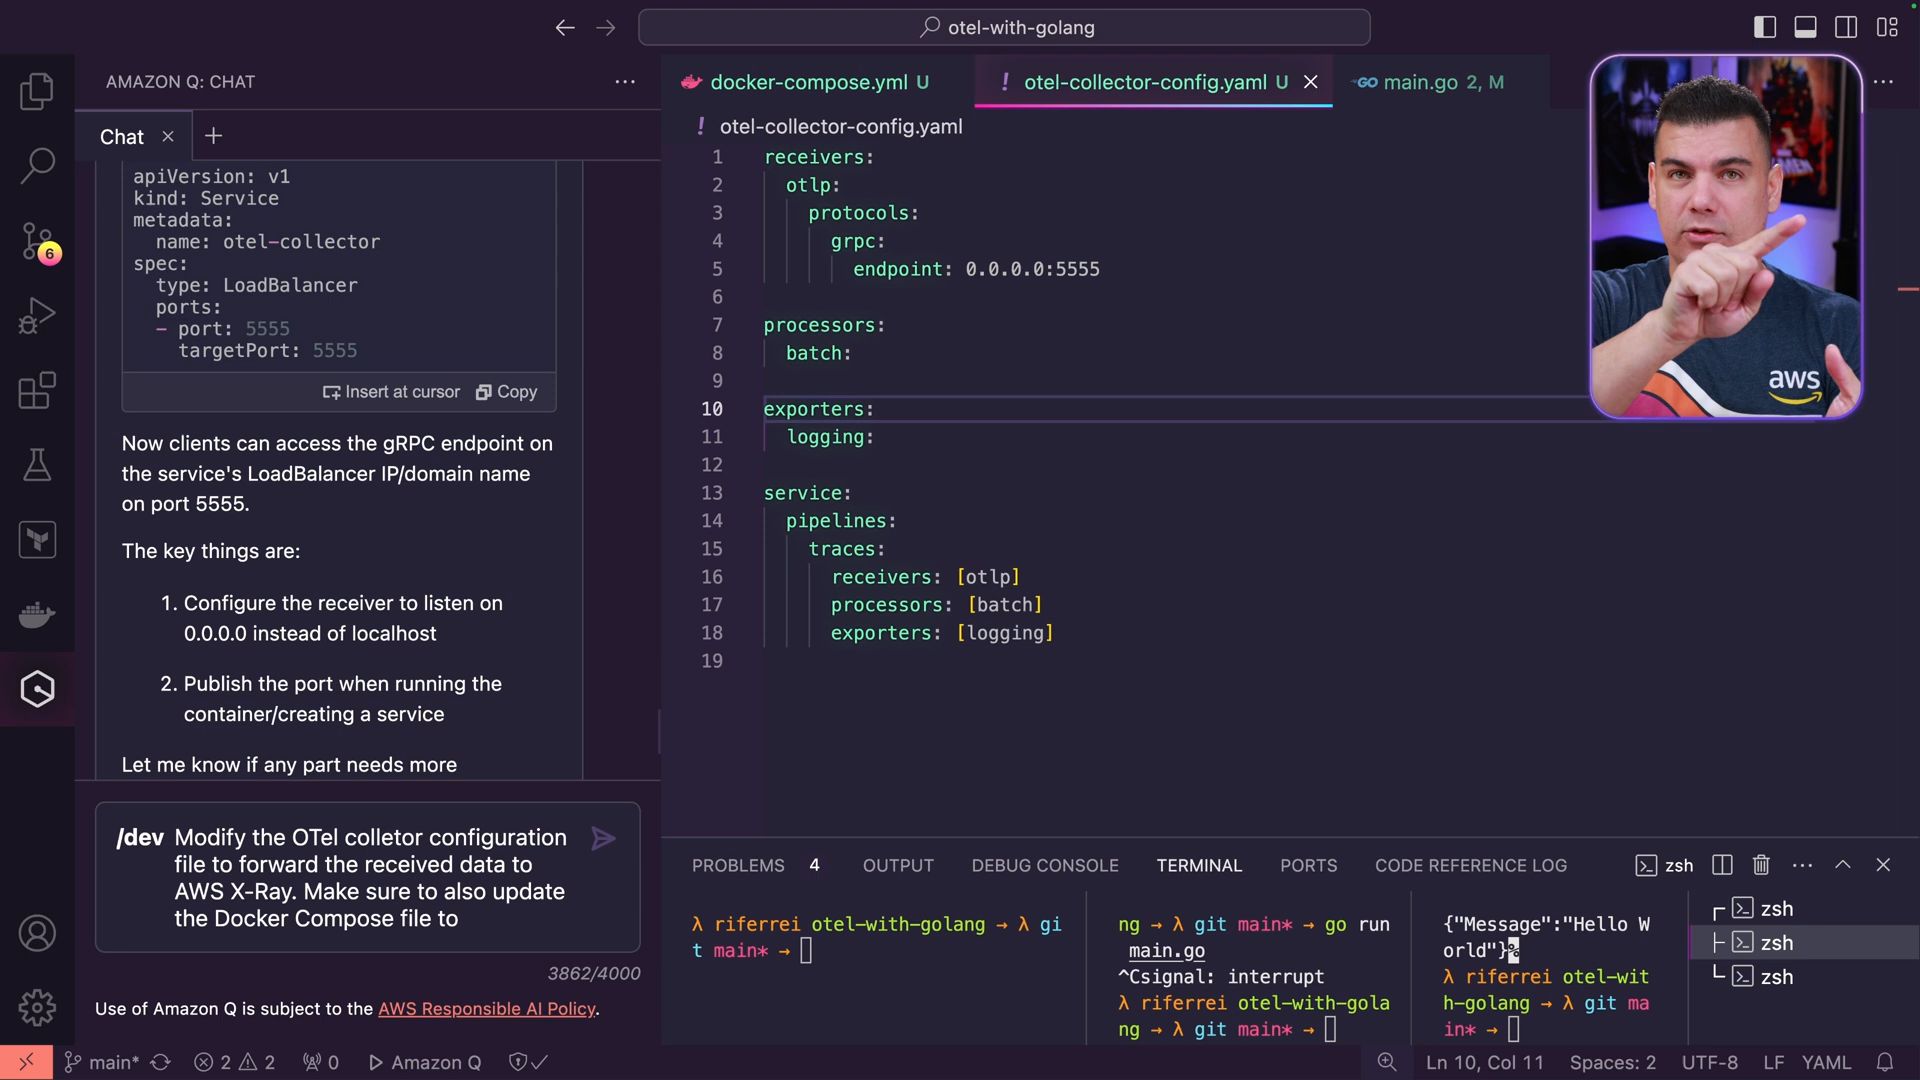 otel-with-golang
AMAZON Q: CHAT
Chat
apiVersion: v1
kind: Service
metadata:
name: otel-collector
spec:
type: LoadBalancer
ports:
- port: 5555
targetPort: 5555
Insert at cursor
Copy
Now clients can access the gRPC endpoint on
the service's LoadBalancer IP/domain name
on port 5555.
The key things are:
1. Configure the receiver to listen on
0.0.0.0 instead of localhost
2. Publish the port when running the
container/creating a service
Let me know if any part needs more
/dev Modify the OTel colletor configuration
file to forward the received data to
AWS X-Ray. Make sure to also update
the Docker Compose file to
3862/4000
Use of Amazon Q is subject to the AWS Responsible AI Policy.
6
docker-compose.yml U
! otel-collector-config.yaml U
GO main.go 2, M
! otel-collector-config.yaml
1 receivers:
2 otlp:
3 protocols:
4 grpc:
5 endpoint: 0.0.0.0:5555
6
7 processors:
8 batch:
9
10 exporters:
11 logging:
12
13 service:
14 pipelines:
15 traces:
16 receivers: [otlp]
17 processors: [batch]
18 exporters: [logging]
19
aws
PROBLEMS 4 OUTPUT DEBUG CONSOLE TERMINAL PORTS CODE REFERENCE LOG zsh
λ riferrei otel-with-golang → λ gi
t main* →
ng → λ git main* → go run
main.go
^Csignal: interrupt
λ riferrei otel-with-gola
ng → λ git main* →
{"Message":"Hello W
orld"}%
λ riferrei otel-wit
h-golang → λ git ma
in* →
zsh
zsh
zsh
main* 2 2 0 Amazon Q Ln 10, Col 11 Spaces: 2 UTF-8 LF YAML